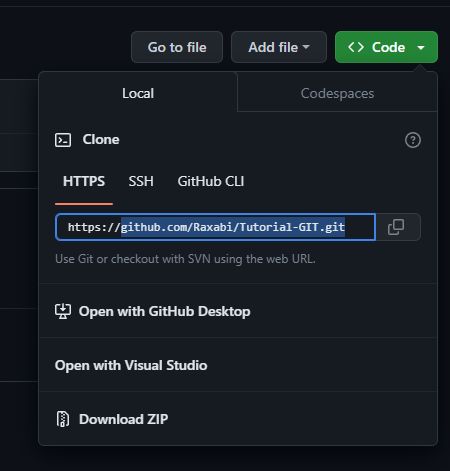 Go to file
Add file
Code
Local
Codespaces
Clone
HTTPS
SSH
GitHub CLI
https://github.com/Raxabi/Tutorial-GIT.git
Use Git or checkout with SVN using the web URL.
Open with GitHub Desktop
Open with Visual Studio
Download ZIP